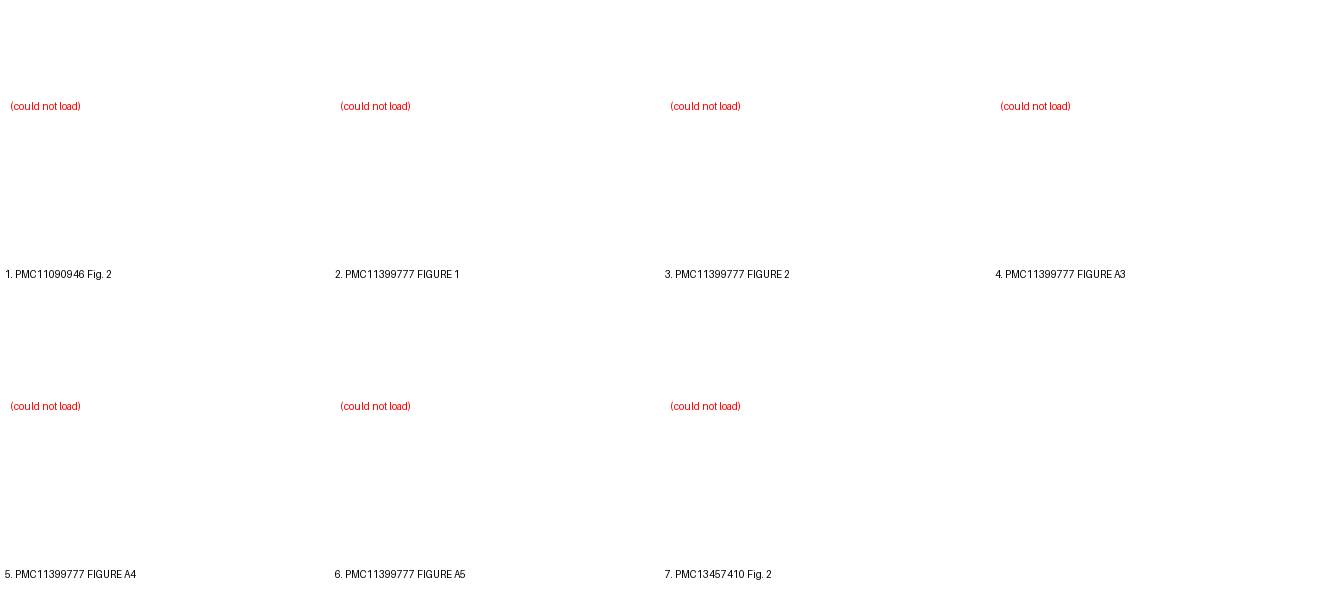 (could not load)
(could not load)
(could not load)
(could not load)
1. PMC11090946 Fig. 2
2. PMC11399777 FIGURE 1
3. PMC11399777 FIGURE 2
4. PMC11399777 FIGURE A3
(could not load)
(could not load)
(could not load)
5. PMC11399777 FIGURE A4
6. PMC11399777 FIGURE A5
7. PMC13457410 Fig. 2